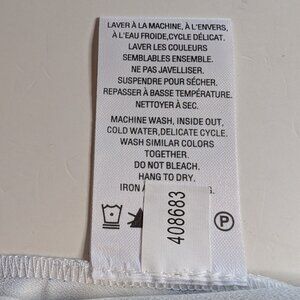 LAVER À LA MACHINE, À L'ENVERS,
À L'EAU FROIDE,CYCLE DÉLICAT.
LAVER LES COULEURS
SEMBLABLES ENSEMBLE.
NE PAS JAVELLISER.
SUSPENDRE POUR SÉCHER.
REPASSER À BASSE TEMPÉRATURE.
NETTOYER À SEC.
MACHINE WASH, INSIDE OUT,
COLD WATER,DELICATE CYCLE.
WASH SIMILAR COLORS
TOGETHER.
DO NOT BLEACH.
HANG TO DRY.
IRON
408683
P